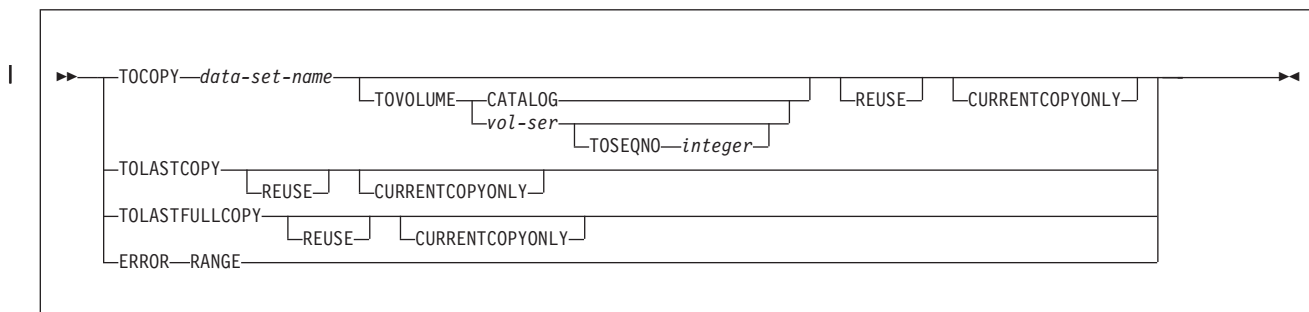 TOCOPY data-set-name
TOVOLUME CATALOG REUSE CURRENTCOPYONLY
vol-ser
TOSEQNO integer
TOLASTCOPY
REUSE CURRENTCOPYONLY
TOLASTFULLCOPY
REUSE CURRENTCOPYONLY
ERROR RANGE